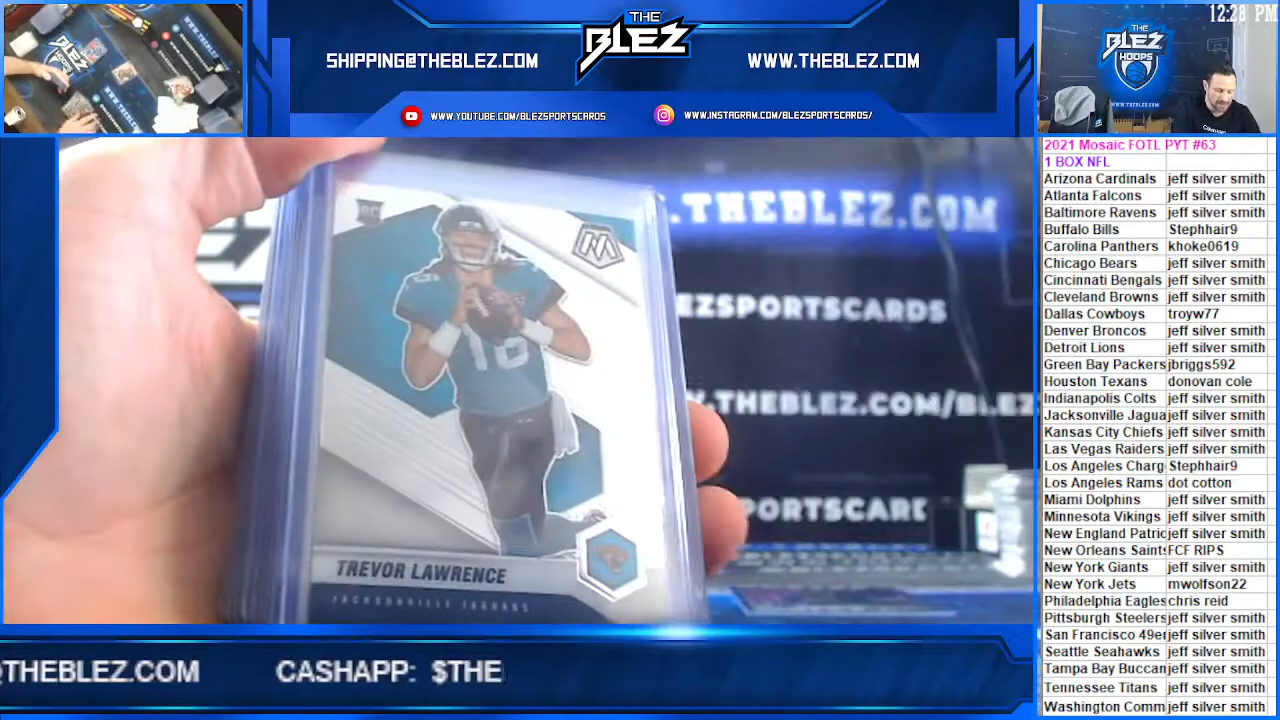 12:28 PM
THE
BLEZ
SHIPPING@THEBLEZ.COM
WWW.THEBLEZ.COM
WWW.YOUTUBE.COM/BLEZSPORTSCARDS
WWW.INSTAGRAM.COM/BLEZSPORTSCARDS/
THE
BLEZ
HOOPS
WWW.THEBLEZ.COM
BLEZ
RC
M
16
TREVOR LAWRENCE
JACKSONVILLE JAGUARS
.THEBLEZ.COM
EZSPORTSCARDS
W.THEBLEZ.COM/BLEZ
PORTSCARD
@THEBLEZ.COM
CASHAPP: $THE
2021 Mosaic FOTL PYT #63
1 BOX NFL
Arizona Cardinals jeff silver smith
Atlanta Falcons jeff silver smith
Baltimore Ravens jeff silver smith
Buffalo Bills Stephhair9
Carolina Panthers khoke0619
Chicago Bears jeff silver smith
Cincinnati Bengals jeff silver smith
Cleveland Browns jeff silver smith
Dallas Cowboys troyw77
Denver Broncos jeff silver smith
Detroit Lions jeff silver smith
Green Bay Packers jbriggs592
Houston Texans donovan cole
Indianapolis Colts jeff silver smith
Jacksonville Jagua jeff silver smith
Kansas City Chiefs jeff silver smith
Las Vegas Raiders jeff silver smith
Los Angeles Charg Stephhair9
Los Angeles Rams dot cotton
Miami Dolphins jeff silver smith
Minnesota Vikings jeff silver smith
New England Patric jeff silver smith
New Orleans Saints FCF RIPS
New York Giants jeff silver smith
New York Jets mwolfson22
Philadelphia Eagles chris reid
Pittsburgh Steelers jeff silver smith
San Francisco 49er jeff silver smith
Seattle Seahawks jeff silver smith
Tampa Bay Buccan jeff silver smith
Tennessee Titans jeff silver smith
Washington Comm jeff silver smith